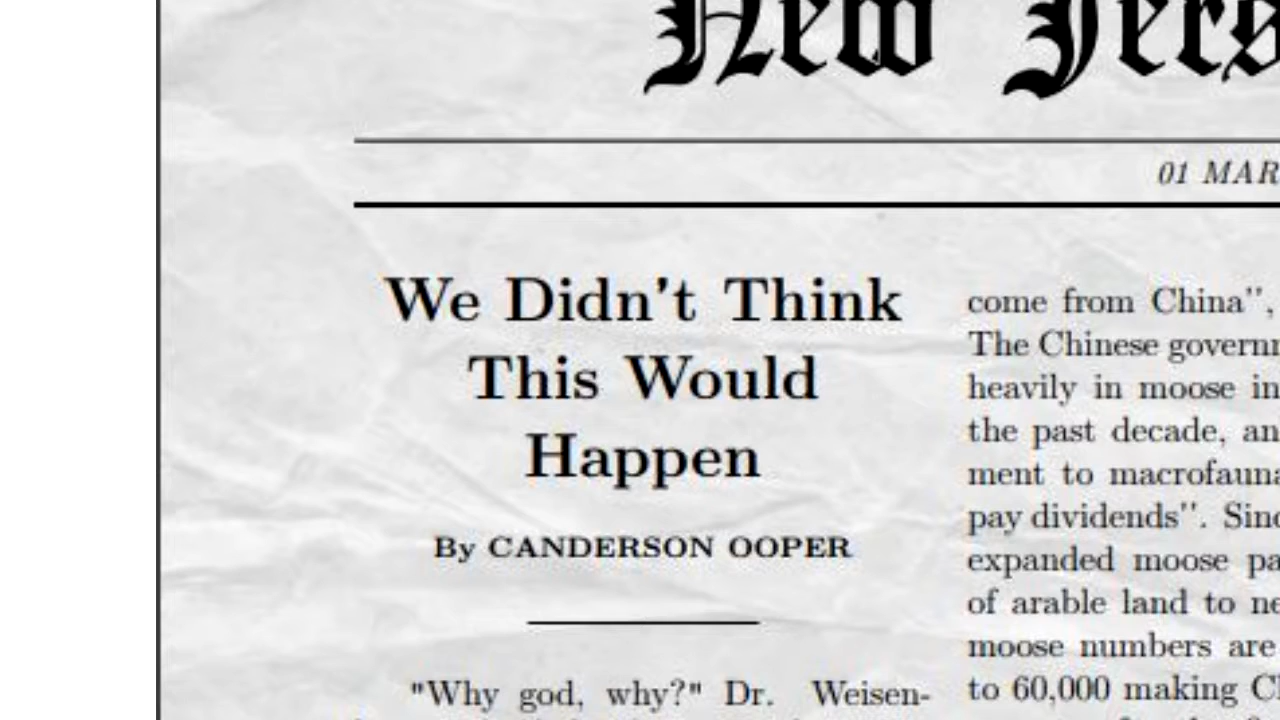 New Jers
01 MAR
We Didn't Think
This Would
Happen
By CANDERSON OOPER
"Why god, why?" Dr. Weisen-
come from China",
The Chinese govern
heavily in moose in
the past decade, an
ment to macrofauna
pay dividends". Sinc
expanded moose pa
of arable land to ne
moose numbers are
to 60,000 making Ch